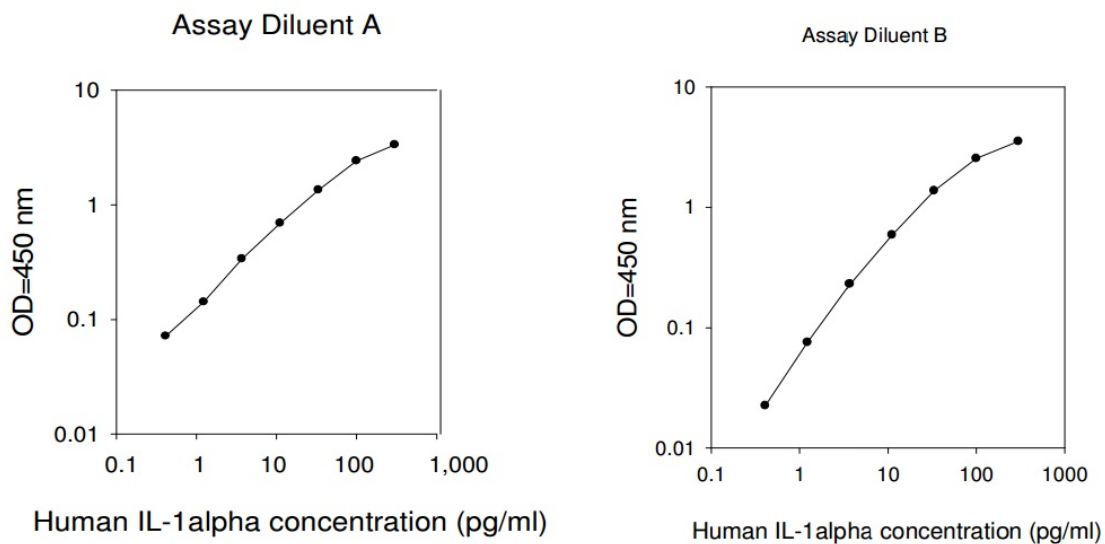 Assay Diluent A
10
1
0.1
0.01
0.1 1 10 100 1,000
OD=450 nm
Human IL-1alpha concentration (pg/ml)
Assay Diluent B
10
1
0.1
0.01
0.1 1 10 100 1000
OD=450 nm
Human IL-1alpha concentration (pg/ml)